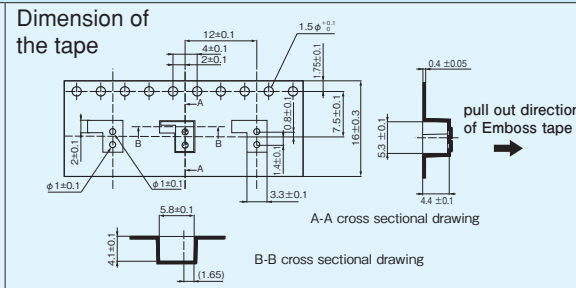 Dimension of
the tape
12±0.1
4±0.1
2±0.1
1.5φ +0.1 0
1.75±0.1
7.5±0.1
16±0.3
0.8±0.1
1.4±0.1
3.3±0.1
2±0.1
φ1±0.1
φ1±0.1
A
A
B
B
0.4 ±0.05
5.3 ±0.1
4.4 ±0.1
pull out direction
of Emboss tape
A-A cross sectional drawing
5.8±0.1
4.1±0.1
(1.65)
B-B cross sectional drawing